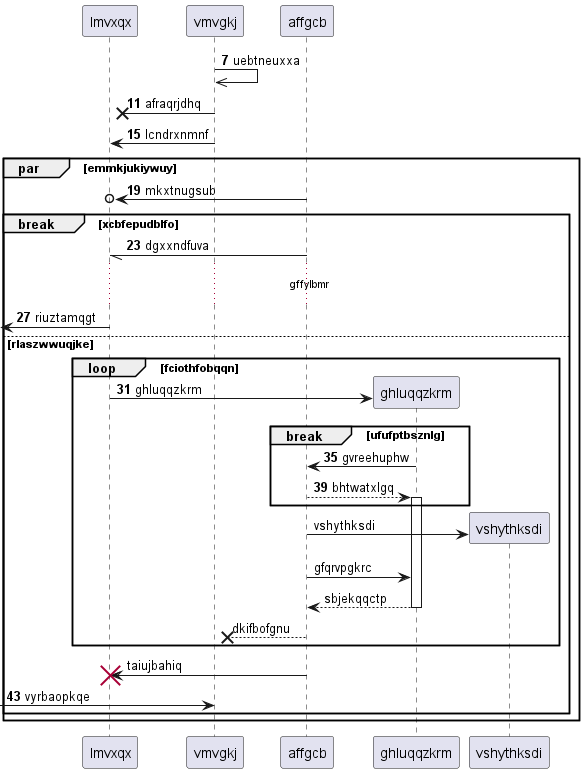 lmvxqx vmvgkj affgcb
7 uebtneuxxa
11 afraqrjdhq
15 lcndrxnmnf
par [emmkjukiywuy]
19 mkxtnugsub
break [xcbfepudblfo]
23 dgxxndfuva
gffylbmr
27 riuztamqgt
[rlaszwwuqjke]
loop [fciothfobqqn]
31 ghluqqzkrm ghluqqzkrm
break [ufufptbsznlg]
35 gvreehuphw
39 bhtwatxlgq
vshythksdi vshythksdi
gfqrvpgkrc
sbjekqqctp
dkifbofgnu
taiujbahiq
43 vyrbaopkqe
lmvxqx vmvgkj affgcb ghluqqzkrm vshythksdi